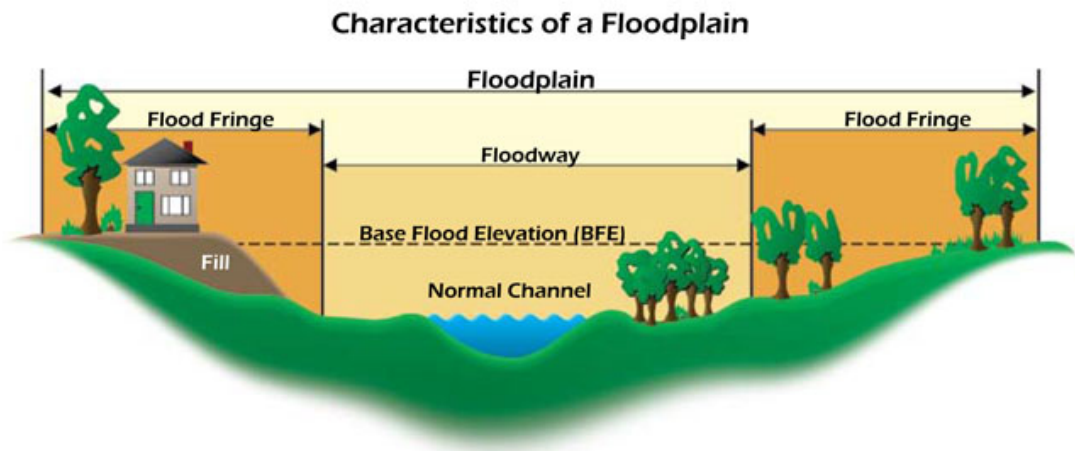 Characteristics of a Floodplain
Floodplain
Flood Fringe
Flood Fringe
Floodway
Base Flood Elevation (BFE)
Fill
Normal Channel